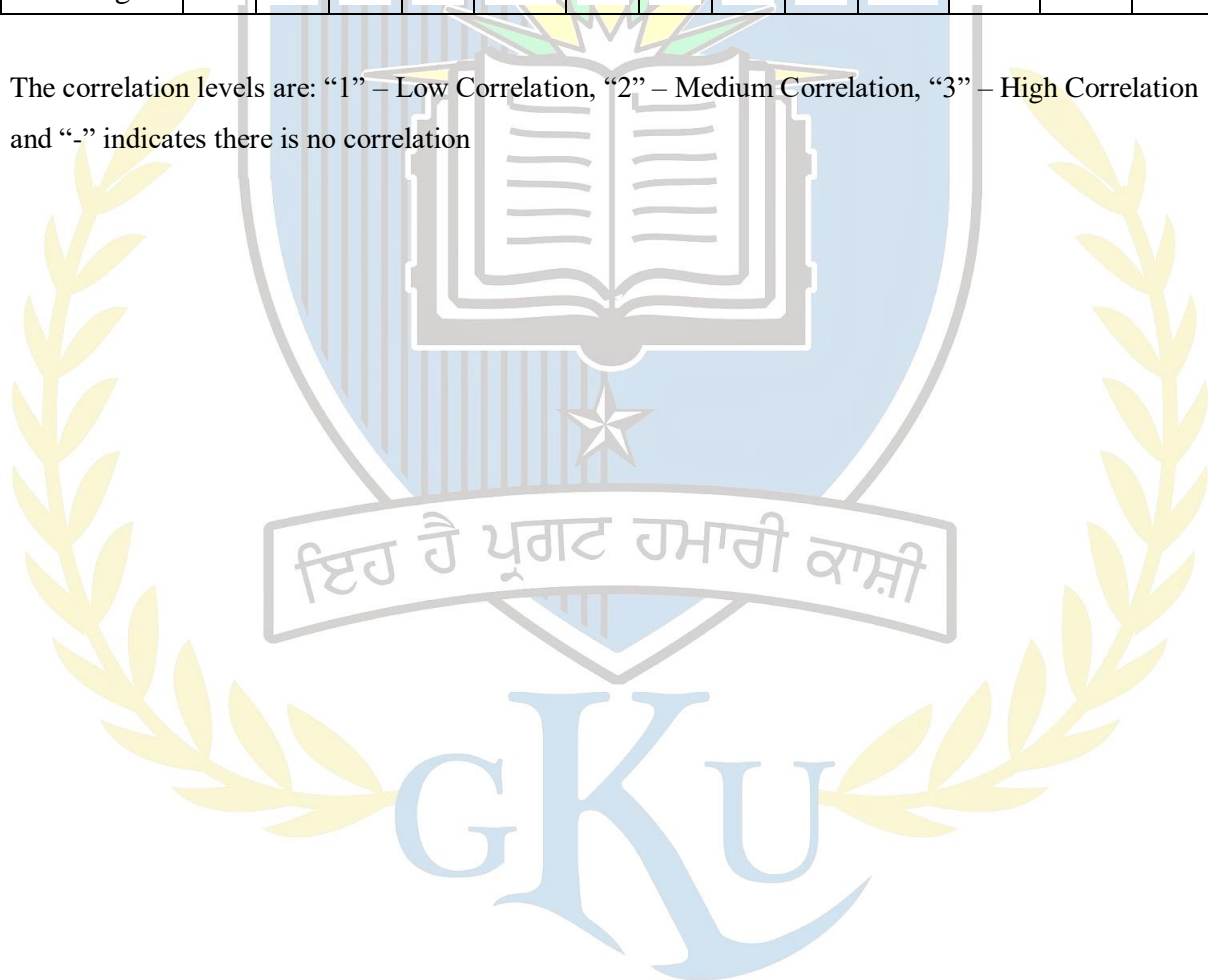 The correlation levels are: “1” – Low Correlation, “2” – Medium Correlation, “3” – High Correlation
and “-” indicates there is no correlation
ਇਹ ਹੈ ਪ੍ਰਗਟ ਹਮਾਰੀ ਕਾਸ਼ੀ
GKU